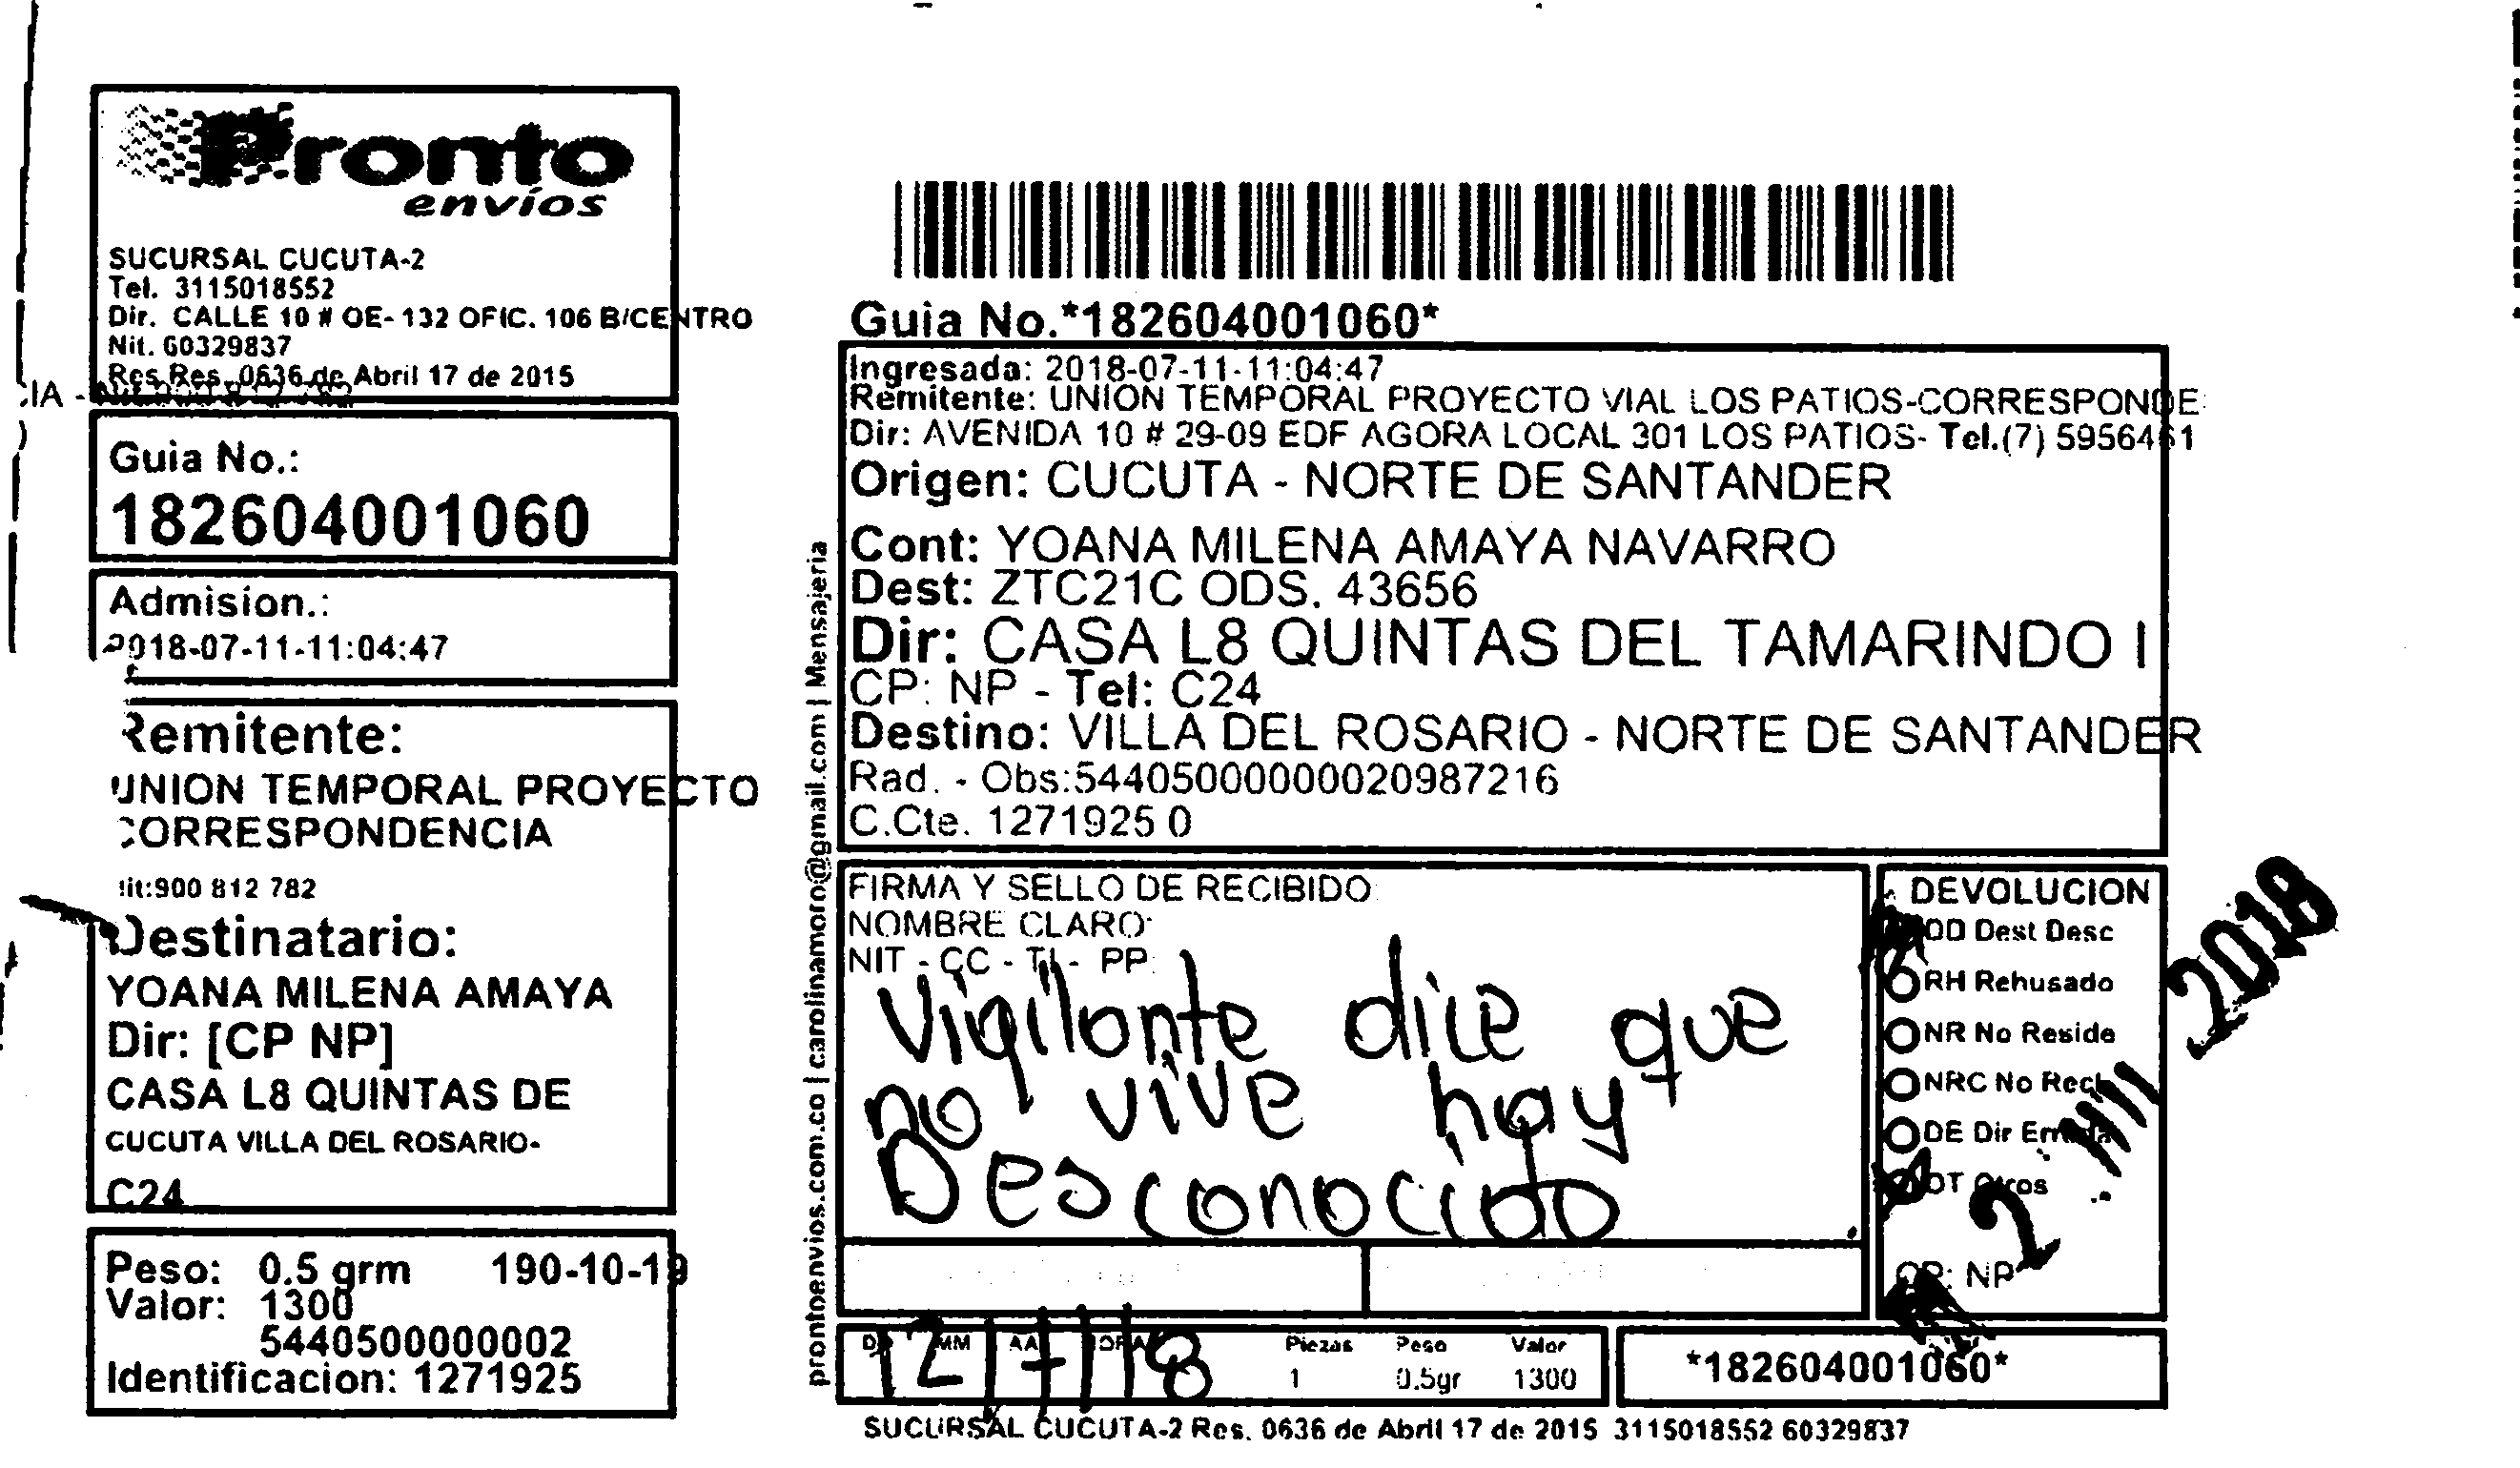 Pronto
envíos
SUCURSAL CUCUTA-2
Tel. 3115018552
Dir. CALLE 10 # OE- 132 OFIC. 106 B/CENTRO
Nit. 60329837
Res Res. 0636 de Abril 17 de 2015
Guia No.:
182604001060
Admision.:
2018-07-11-11:04:47
Remitente:
UNION TEMPORAL PROYECTO
CORRESPONDENCIA
Nit:900 812 782
Destinatario:
YOANA MILENA AMAYA
Dir: [CP NP]
CASA L8 QUINTAS DE
CUCUTA VILLA DEL ROSARIO-
C24
Peso: 0.5 grm 190-10-19
Valor: 1300
5440500000002
Identificacion: 1271925
prontoenvios.com.co | carolinamoro@gmail.com | Mensajeria
Guia No.*182604001060*
Ingresada: 2018-07-11-11:04:47
Remitente: UNION TEMPORAL PROYECTO VIAL LOS PATIOS-CORRESPONDE
Dir: AVENIDA 10 # 29-09 EDF AGORA LOCAL 301 LOS PATIOS- Tel.(7) 5956461
Origen: CUCUTA - NORTE DE SANTANDER
Cont: YOANA MILENA AMAYA NAVARRO
Dest: ZTC21C ODS. 43656
Dir: CASA L8 QUINTAS DEL TAMARINDO I
CP: NP - Tel: C24
Destino: VILLA DEL ROSARIO - NORTE DE SANTANDER
Rad. - Obs:544050000000020987216
C.Cte. 1271925 0
FIRMA Y SELLO DE RECIBIDO
NOMBRE CLARO:
NIT - CC - TI - PP:
Vigilante dice que
no vive hay
Desconocido
DEVOLUCION
DD Dest Desc
RH Rehusado
NR No Reside
NRC No Recl
DE Dir Errada
OT Otros
CP: NP
2018
MM AA
12/7/18
Piezas Peso Valor
1 0.5gr 1300
*182604001060*
SUCURSAL CUCUTA-2 Res. 0636 de Abril 17 de 2015 3115018552 60329837